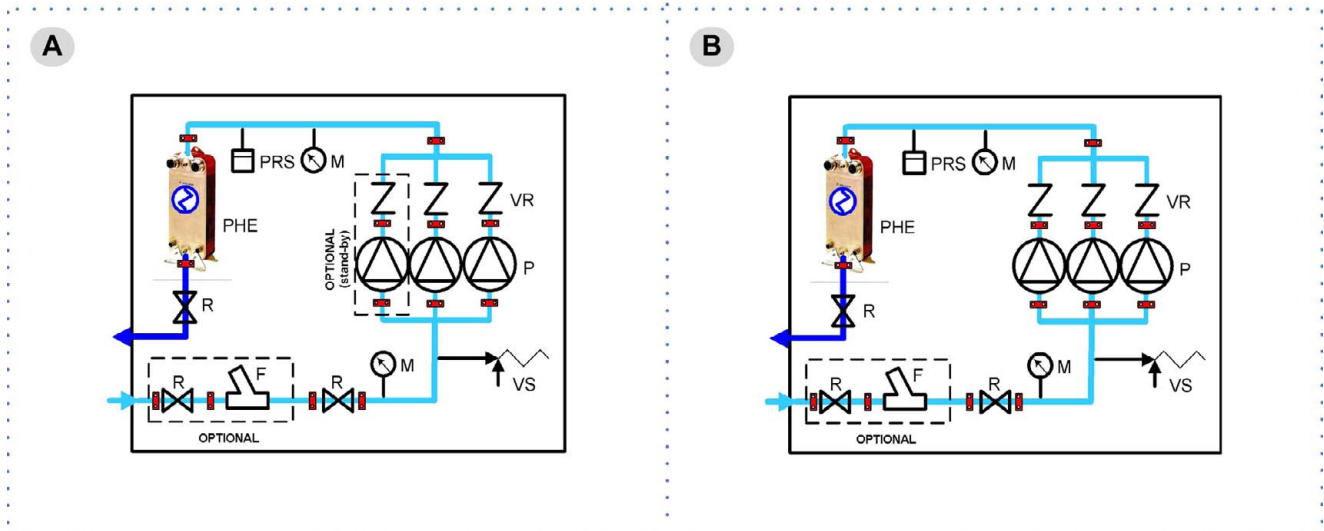 A
PRS
M
VR
PHE
OPTIONAL
(stand-by)
P
R
M
R
F
R
VS
OPTIONAL
B
PRS
M
VR
PHE
P
R
M
R
F
R
VS
OPTIONAL